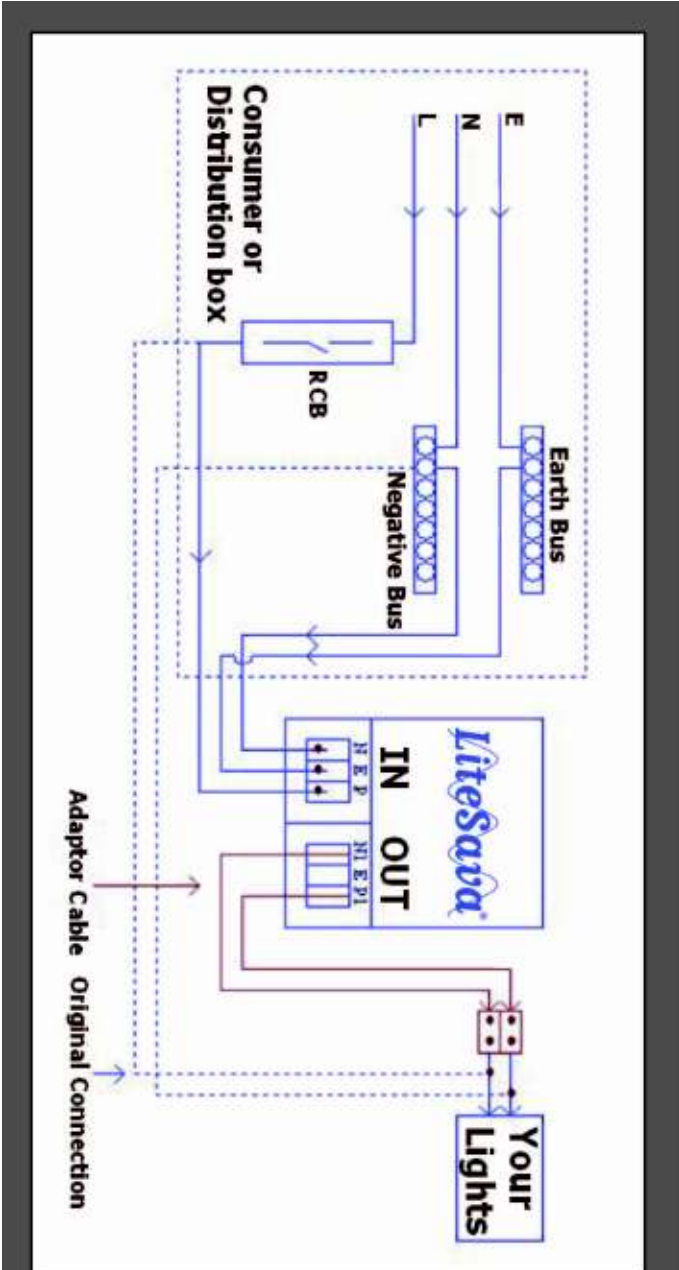 Earth Bus
E
N
L
Negative Bus
RCB
Consumer or
Distribution box
LiteSava®
IN
OUT
N E P
N1 E P1
Your
Lights
Adaptor Cable
Original Connection